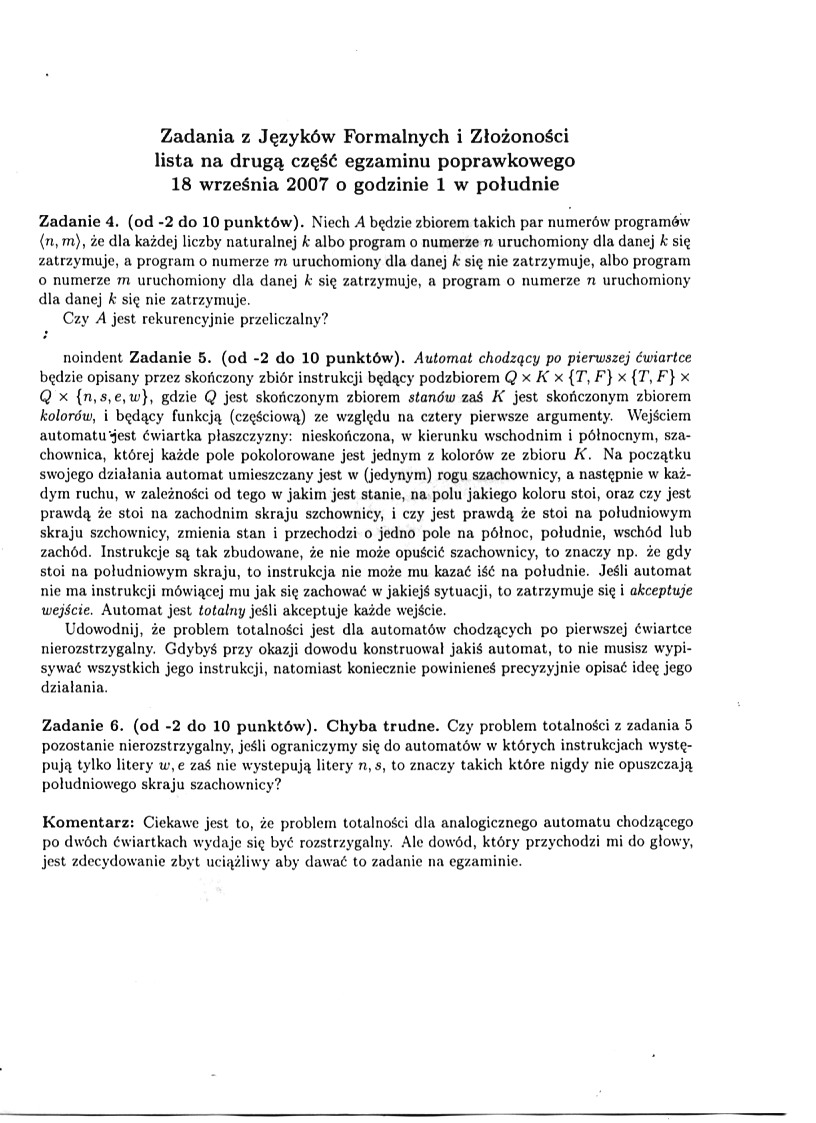 Zadania z Języków Formalnych i Złożoności
lista na drugą część egzaminu poprawkowego
18 września 2007 o godzinie 1 w południe
Zadanie 4. (od -2 do 10 punktów). Niech A będzie zbiorem takich par numerów programów
⟨n, m⟩, że dla każdej liczby naturalnej k albo program o numerze n uruchomiony dla danej k się
zatrzymuje, a program o numerze m uruchomiony dla danej k się nie zatrzymuje, albo program
o numerze m uruchomiony dla danej k się zatrzymuje, a program o numerze n uruchomiony
dla danej k się nie zatrzymuje.
Czy A jest rekurencyjnie przeliczalny?
noindent Zadanie 5. (od -2 do 10 punktów). Automat chodzący po pierwszej ćwiartce
będzie opisany przez skończony zbiór instrukcji będący podzbiorem Q × K × {T, F} × {T, F} ×
Q × {n, s, e, w}, gdzie Q jest skończonym zbiorem stanów zaś K jest skończonym zbiorem
kolorów, i będący funkcją (częściową) ze względu na cztery pierwsze argumenty. Wejściem
automatu jest ćwiartka płaszczyzny: nieskończona, w kierunku wschodnim i północnym, sza-
chownica, której każde pole pokolorowane jest jednym z kolorów ze zbioru K. Na początku
swojego działania automat umieszczany jest w (jedynym) rogu szachownicy, a następnie w każ-
dym ruchu, w zależności od tego w jakim jest stanie, na polu jakiego koloru stoi, oraz czy jest
prawdą że stoi na zachodnim skraju szchownicy, i czy jest prawdą że stoi na południowym
skraju szchownicy, zmienia stan i przechodzi o jedno pole na północ, południe, wschód lub
zachód. Instrukcje są tak zbudowane, że nie może opuścić szachownicy, to znaczy np. że gdy
stoi na południowym skraju, to instrukcja nie może mu kazać iść na południe. Jeśli automat
nie ma instrukcji mówiącej mu jak się zachować w jakiejś sytuacji, to zatrzymuje się i akceptuje
wejście. Automat jest totalny jeśli akceptuje każde wejście.
Udowodnij, że problem totalności jest dla automatów chodzących po pierwszej ćwiartce
nierozstrzygalny. Gdybyś przy okazji dowodu konstruował jakiś automat, to nie musisz wypi-
sywać wszystkich jego instrukcji, natomiast koniecznie powinieneś precyzyjnie opisać ideę jego
działania.
Zadanie 6. (od -2 do 10 punktów). Chyba trudne. Czy problem totalności z zadania 5
pozostanie nierozstrzygalny, jeśli ograniczymy się do automatów w których instrukcjach wystę-
pują tylko litery w, e zaś nie wystepują litery n, s, to znaczy takich które nigdy nie opuszczają
południowego skraju szachownicy?
Komentarz: Ciekawe jest to, że problem totalności dla analogicznego automatu chodzącego
po dwóch ćwiartkach wydaje się być rozstrzygalny. Ale dowód, który przychodzi mi do głowy,
jest zdecydowanie zbyt uciążliwy aby dawać to zadanie na egzaminie.